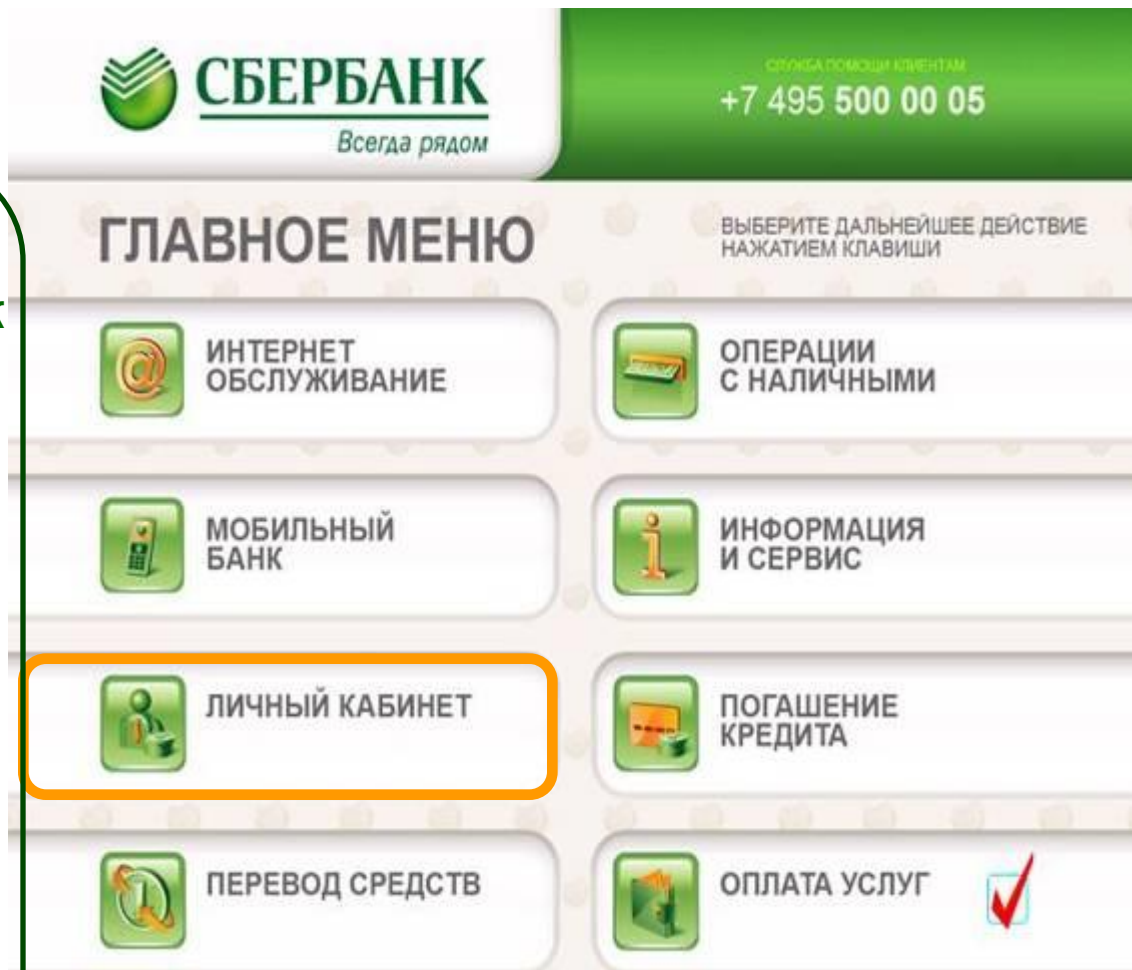 СБЕРБАНК
Всегда рядом
СЛУЖБА ПОМОЩИ КЛИЕНТАМ
+7 495 500 00 05
ГЛАВНОЕ МЕНЮ
ВЫБЕРИТЕ ДАЛЬНЕЙШЕЕ ДЕЙСТВИЕ
НАЖАТИЕМ КЛАВИШИ
ИНТЕРНЕТ
ОБСЛУЖИВАНИЕ
ОПЕРАЦИИ
С НАЛИЧНЫМИ
МОБИЛЬНЫЙ
БАНК
ИНФОРМАЦИЯ
И СЕРВИС
ЛИЧНЫЙ КАБИНЕТ
ПОГАШЕНИЕ
КРЕДИТА
ПЕРЕВОД СРЕДСТВ
ОПЛАТА УСЛУГ